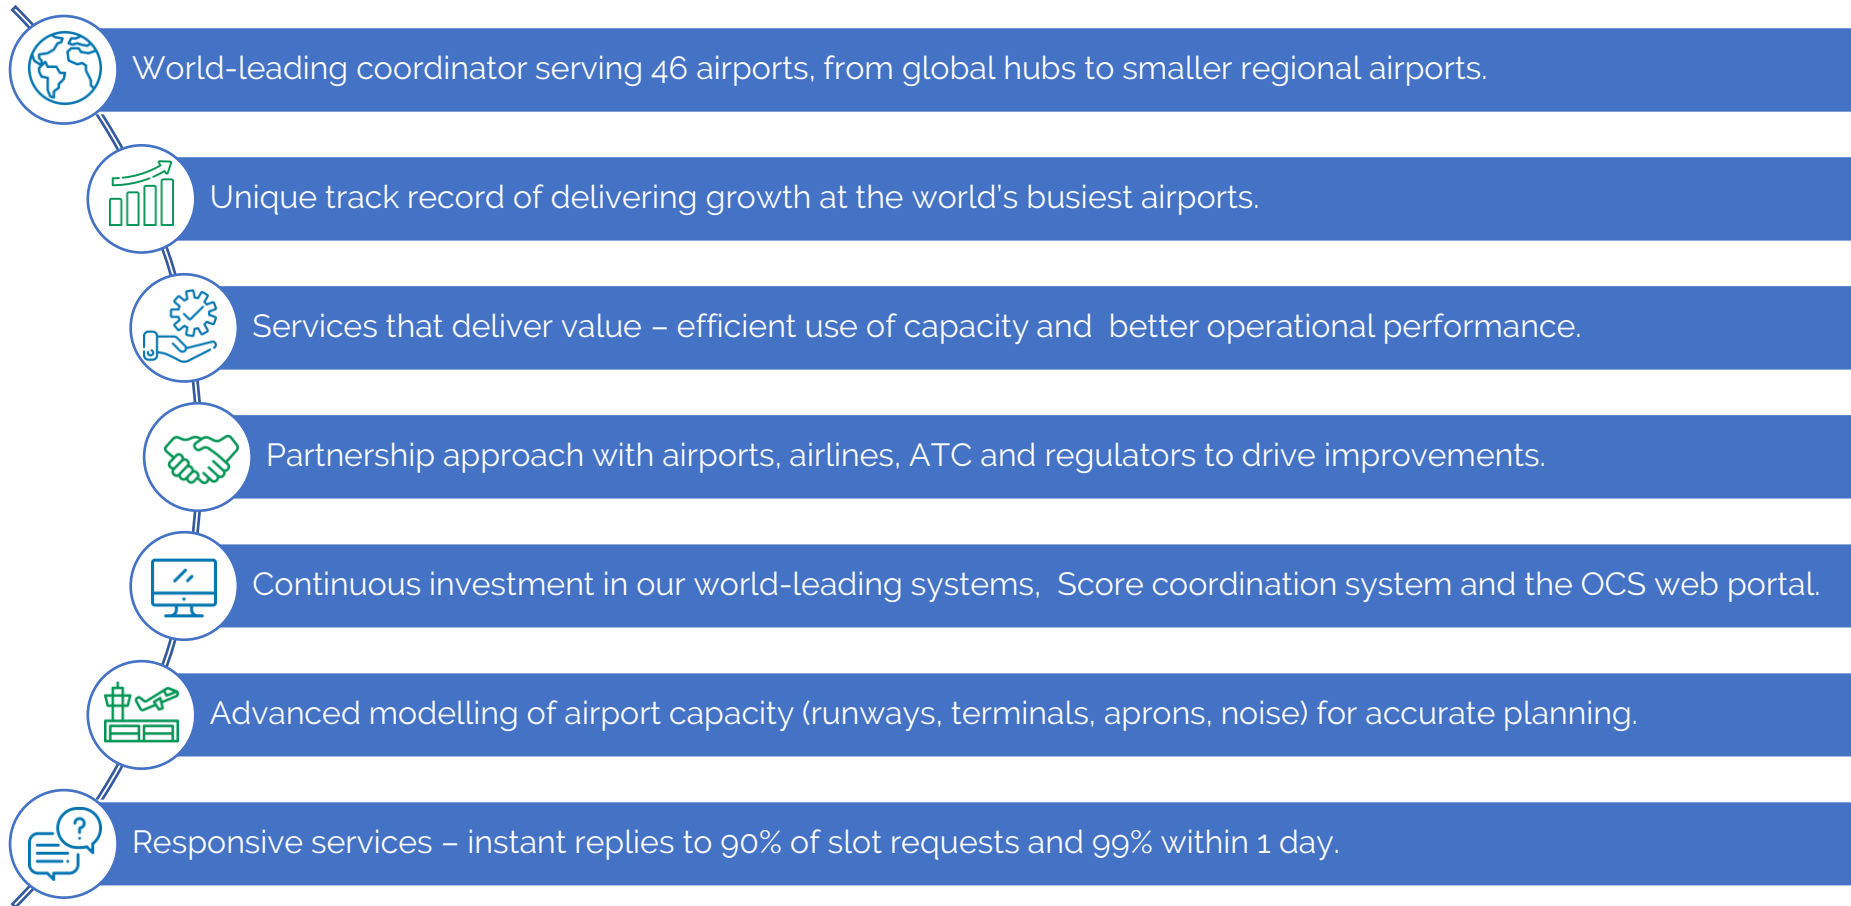 World-leading coordinator serving 46 airports, from global hubs to smaller regional airports.
Unique track record of delivering growth at the world's busiest airports.
Services that deliver value – efficient use of capacity and  better operational performance.
Partnership approach with airports, airlines, ATC and regulators to drive improvements.
Continuous investment in our world-leading systems,  Score coordination system and the OCS web portal.
Advanced modelling of airport capacity (runways, terminals, aprons, noise) for accurate planning.
Responsive services – instant replies to 90% of slot requests and 99% within 1 day.